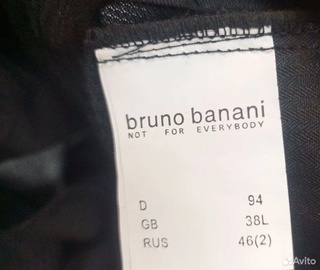 bruno banani
NOT FOR EVERYBODY
D 94
GB 38L
RUS 46(2)
Avito